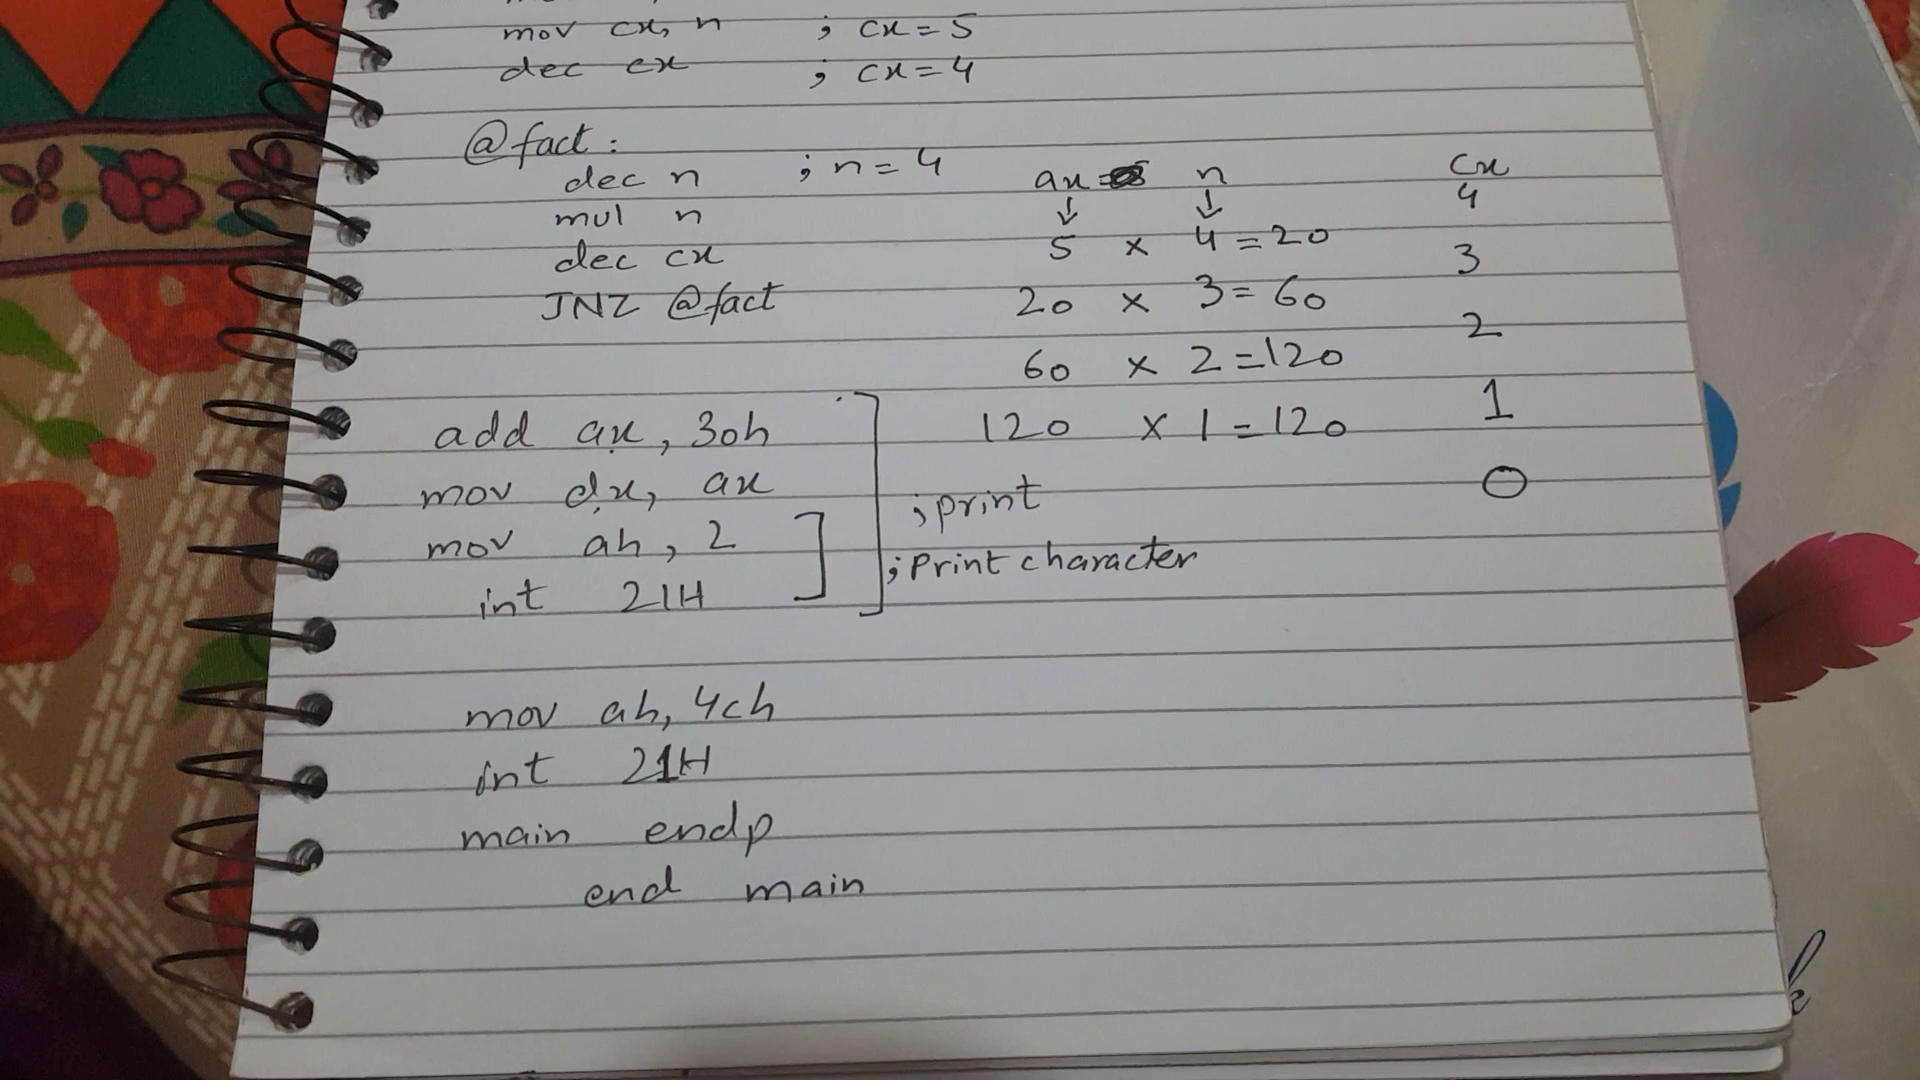 mov cx, n ; cx = 5
dec cx ; cx = 4
@fact :
dec n ; n = 4
mul n
dec cx
JNZ @fact
ax = n cx
↓ ↓ 4
5 x 4 = 20
3
20 x 3 = 60
2
60 x 2 = 120
1
120 x 1 = 120
0
add ax, 30h
mov dx, ax ; print
mov ah, 2 ; Print character
int 21H
mov ah, 4ch
int 21H
main endp
end main